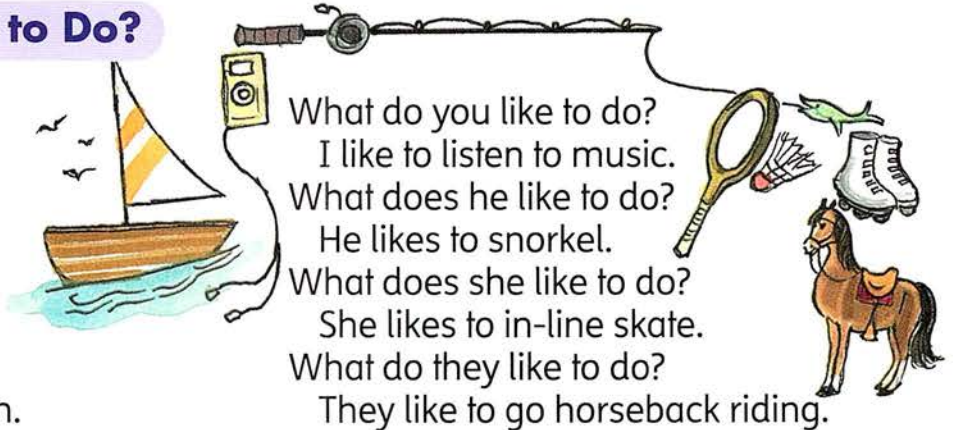 to Do?
What do you like to do?
I like to listen to music.
What does he like to do?
He likes to snorkel.
What does she like to do?
She likes to in-line skate.
What do they like to do?
They like to go horseback riding.